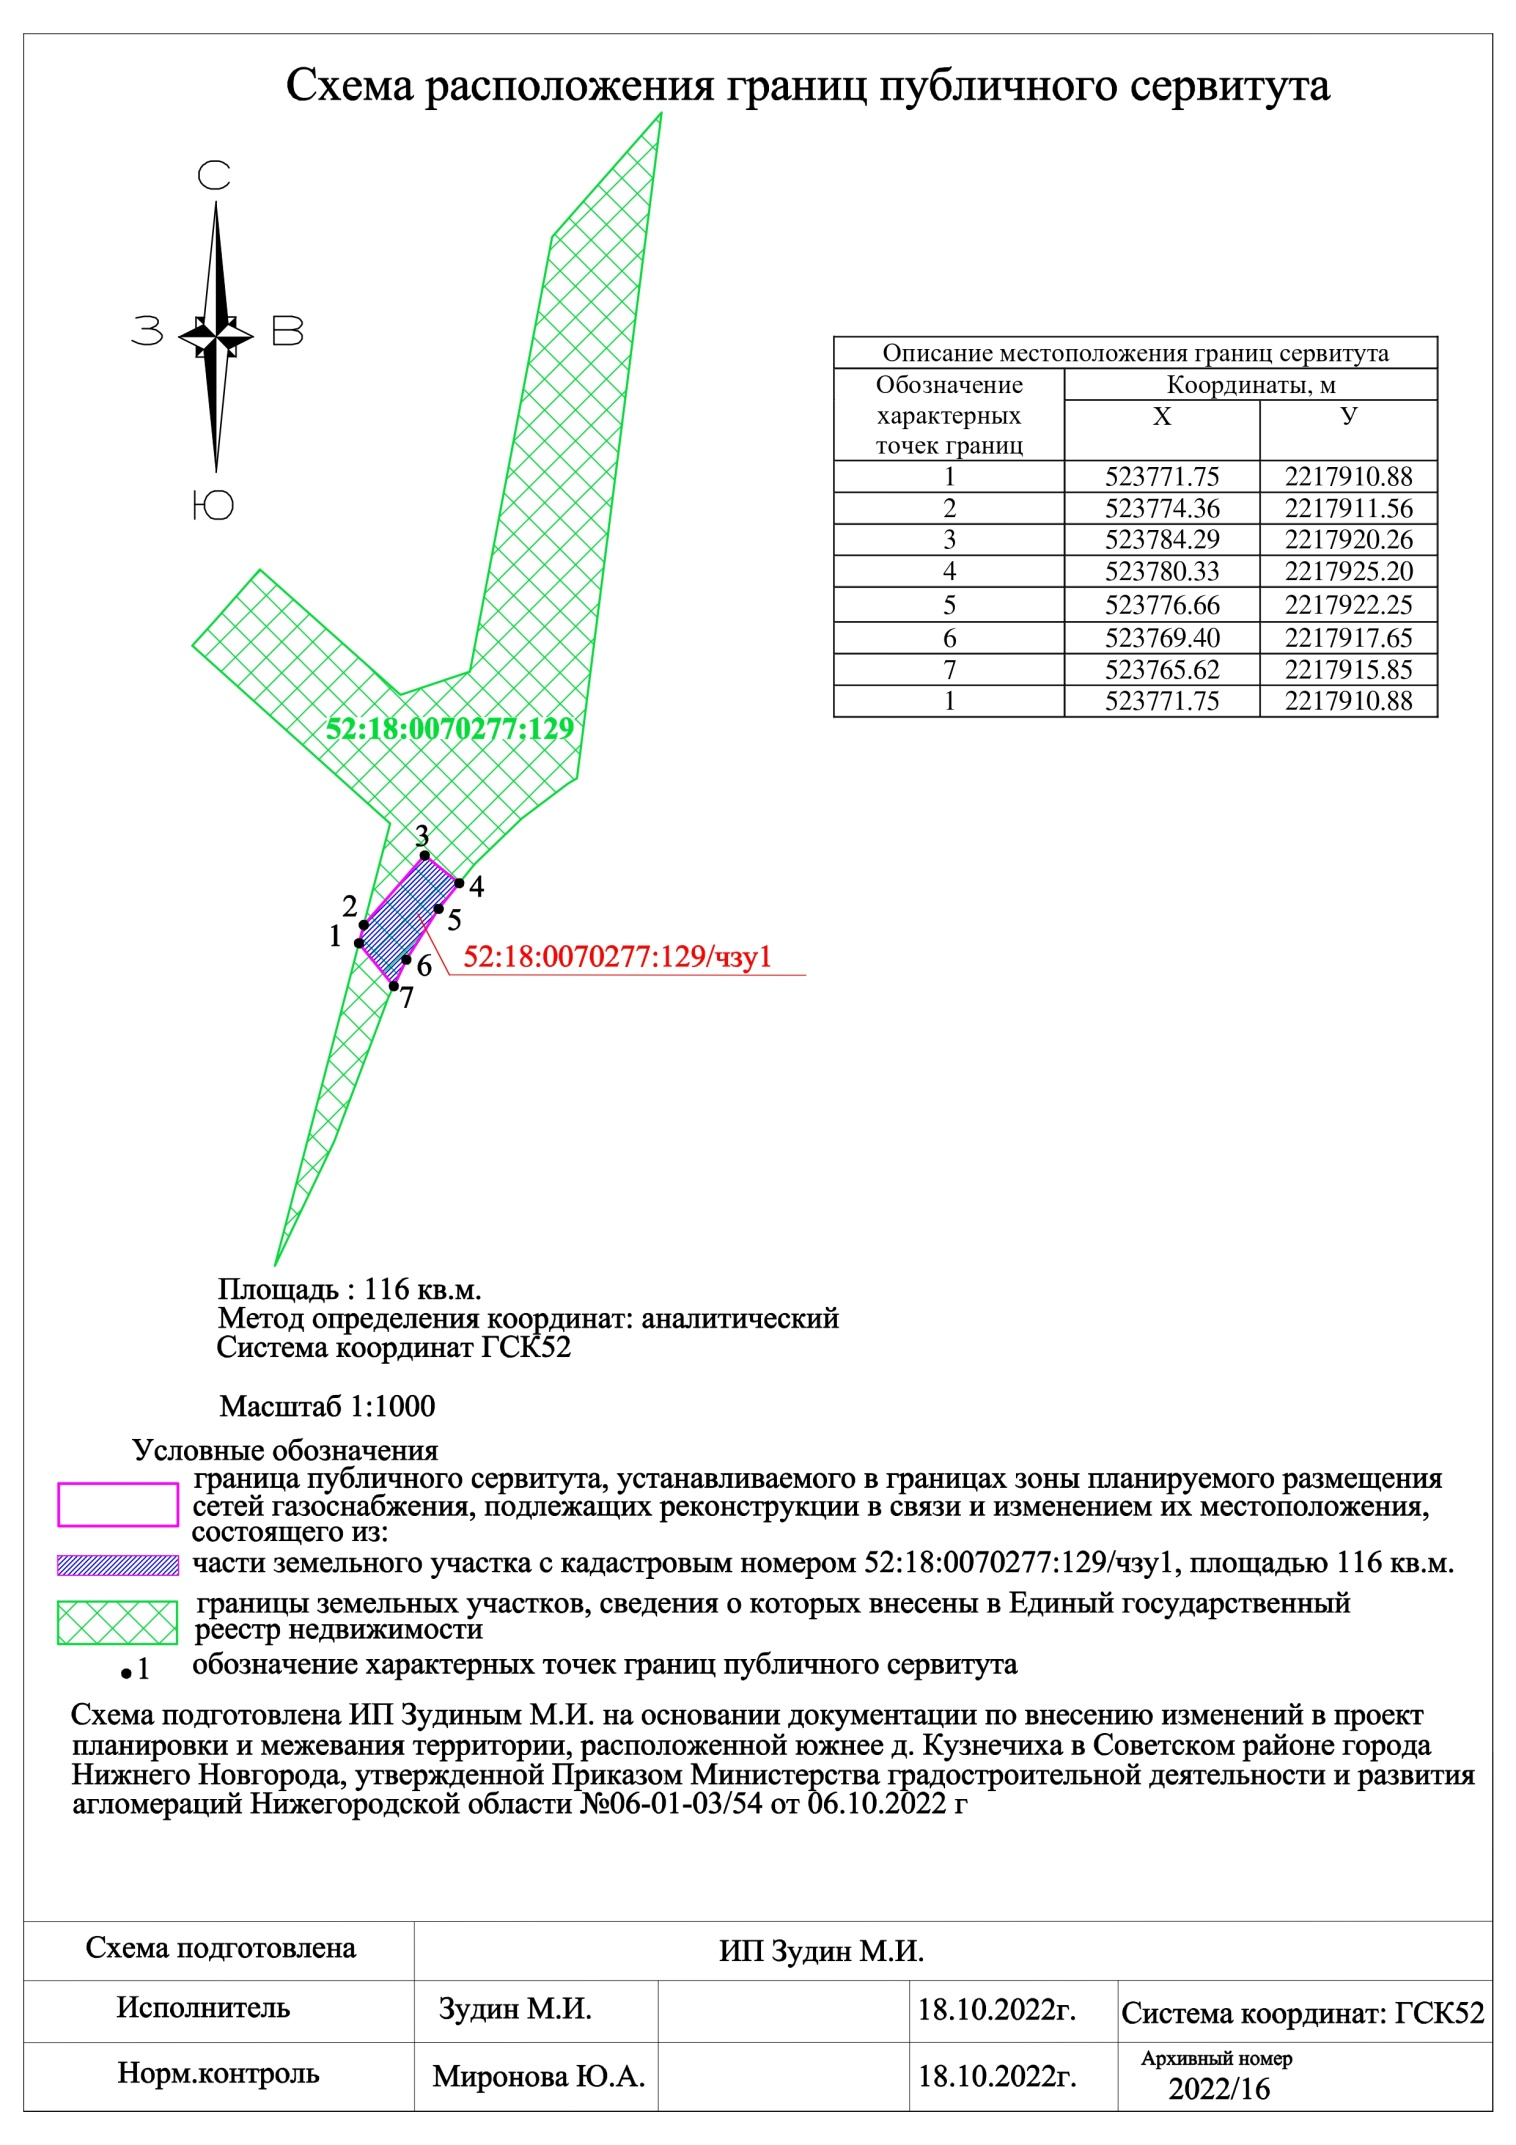 Схема расположения границ публичного сервитута
С
З
В
Ю
Описание местоположения границ сервитута
Обозначение характерных точек границ
Координаты, м
Х У
1 523771.75 2217910.88
2 523774.36 2217911.56
3 523784.29 2217920.26
4 523780.33 2217925.20
5 523776.66 2217922.25
6 523769.40 2217917.65
7 523765.62 2217915.85
1 523771.75 2217910.88
52:18:0070277:129
3
4
2
5
1
6
7
52:18:0070277:129/чзу1
Площадь : 116 кв.м.
Метод определения координат: аналитический
Система координат ГСК52
Масштаб 1:1000
Условные обозначения
граница публичного сервитута, устанавливаемого в границах зоны планируемого размещения
сетей газоснабжения, подлежащих реконструкции в связи и изменением их местоположения,
состоящего из:
части земельного участка с кадастровым номером 52:18:0070277:129/чзу1, площадью 116 кв.м.
границы земельных участков, сведения о которых внесены в Единый государственный
реестр недвижимости
1 обозначение характерных точек границ публичного сервитута
Схема подготовлена ИП Зудиным М.И. на основании документации по внесению изменений в проект
планировки и межевания территории, расположенной южнее д. Кузнечиха в Советском районе города
Нижнего Новгорода, утвержденной Приказом Министерства градостроительной деятельности и развития
агломераций Нижегородской области №06-01-03/54 от 06.10.2022 г
Схема подготовлена ИП Зудин М.И.
Исполнитель Зудин М.И. 18.10.2022г. Система координат: ГСК52
Норм.контроль Миронова Ю.А. 18.10.2022г. Архивный номер
2022/16